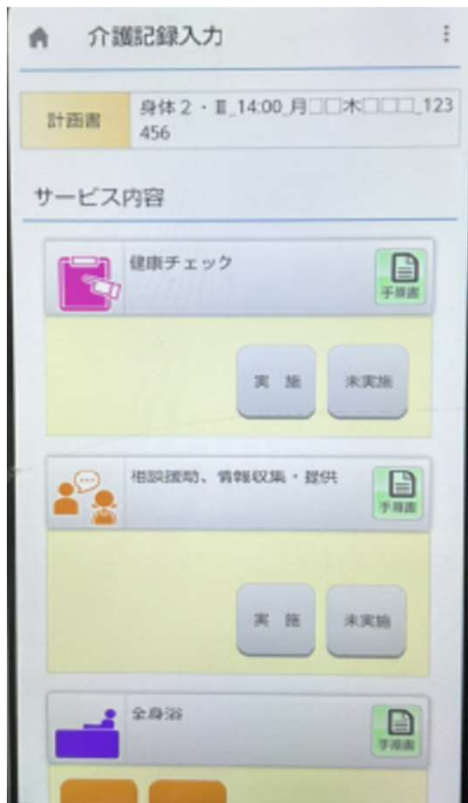 介護記録入力
計画書
身体2・Ⅱ_14:00_月□□木□□□_123
456
サービス内容
健康チェック
手順書
実 施
未実施
相談援助、情報収集・提供
手順書
実 施
未実施
全身浴
手順書